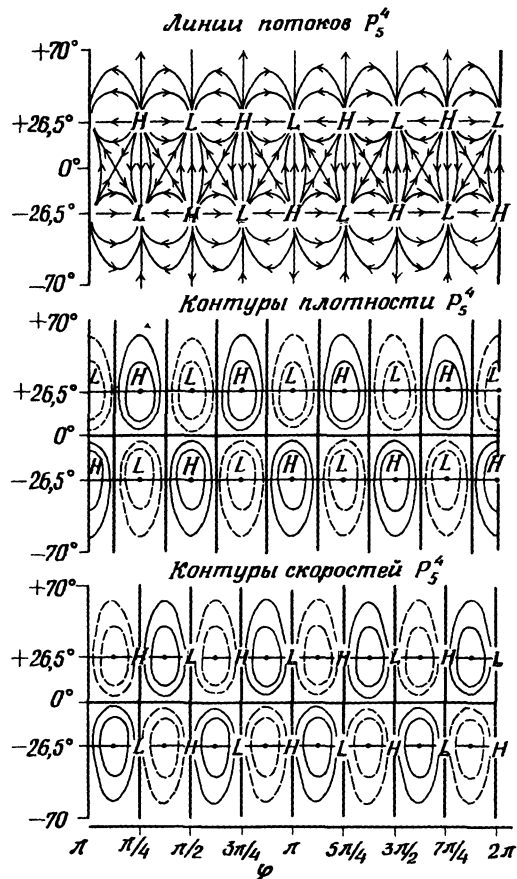 Линии потоков P₅⁴
+70°
+26,5° H L H L H L H L
0°
−26,5° L H L H L H L H
−70°
Контуры плотности P₅⁴
+70°
L H L H L H L H L
+26,5°
0°
H L H L H L H L H
−26,5°
−70°
Контуры скоростей P₅⁴
+70°
+26,5° H L H L H L H L
0°
−26,5° L H L H L H L H
−70
π π/4 π/2 3π/4 π 5π/4 3π/2 7π/4 2π
φ